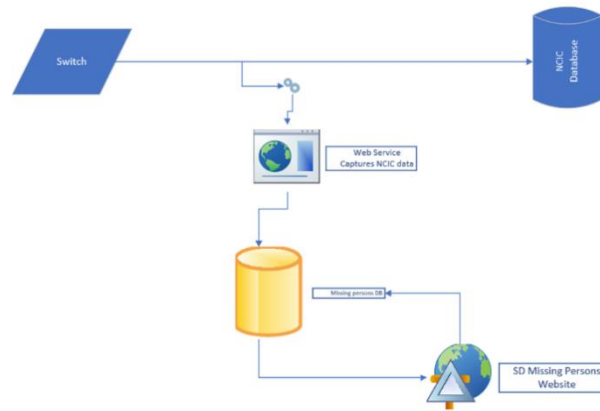 Switch
NCIC
Database
Web Service
Captures NCIC data
Missing persons DB
SD Missing Persons
Website